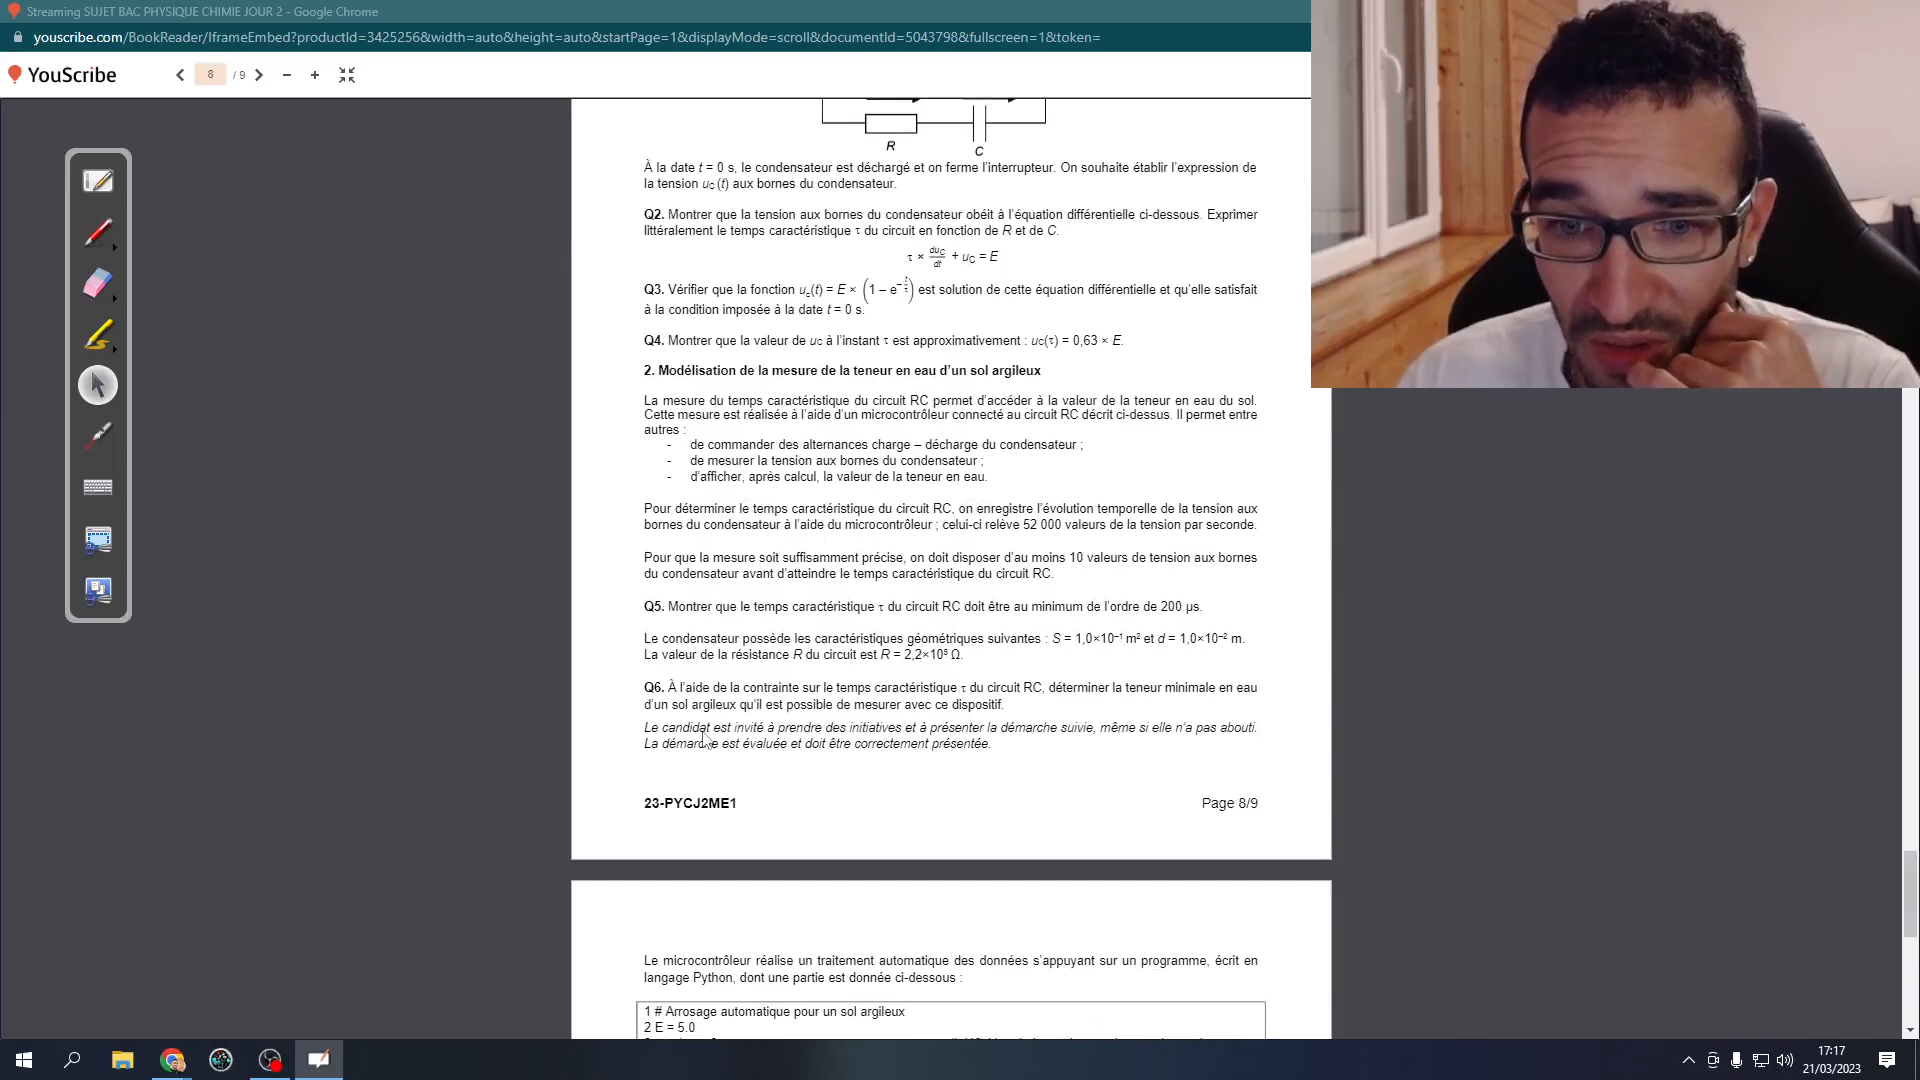 Streaming SUJET BAC PHYSIQUE CHIMIE JOUR 2 - Google Chrome
youscribe.com/BookReader/IframeEmbed?productId=3425256&width=auto&height=auto&startPage=1&displayMode=scroll&documentId=5043798&fullscreen=1&token=
YouScribe
8 / 9
R
C
À la date t = 0 s, le condensateur est déchargé et on ferme l'interrupteur. On souhaite établir l'expression de
la tension uC (t) aux bornes du condensateur.
Q2. Montrer que la tension aux bornes du condensateur obéit à l'équation différentielle ci-dessous. Exprimer
littéralement le temps caractéristique τ du circuit en fonction de R et de C.
τ × duC/dt + uC = E
Q3. Vérifier que la fonction uc(t) = E × (1 – e^(–t/τ)) est solution de cette équation différentielle et qu'elle satisfait
à la condition imposée à la date t = 0 s.
Q4. Montrer que la valeur de uC à l'instant τ est approximativement : uC(τ) = 0,63 × E.
2. Modélisation de la mesure de la teneur en eau d'un sol argileux
La mesure du temps caractéristique du circuit RC permet d'accéder à la valeur de la teneur en eau du sol.
Cette mesure est réalisée à l'aide d'un microcontrôleur connecté au circuit RC décrit ci-dessus. Il permet entre
autres :
- de commander des alternances charge – décharge du condensateur ;
- de mesurer la tension aux bornes du condensateur ;
- d'afficher, après calcul, la valeur de la teneur en eau.
Pour déterminer le temps caractéristique du circuit RC, on enregistre l'évolution temporelle de la tension aux
bornes du condensateur à l'aide du microcontrôleur ; celui-ci relève 52 000 valeurs de la tension par seconde.
Pour que la mesure soit suffisamment précise, on doit disposer d'au moins 10 valeurs de tension aux bornes
du condensateur avant d'atteindre le temps caractéristique du circuit RC.
Q5. Montrer que le temps caractéristique τ du circuit RC doit être au minimum de l'ordre de 200 µs.
Le condensateur possède les caractéristiques géométriques suivantes : S = 1,0×10⁻¹ m² et d = 1,0×10⁻² m.
La valeur de la résistance R du circuit est R = 2,2×10⁵ Ω.
Q6. À l'aide de la contrainte sur le temps caractéristique τ du circuit RC, déterminer la teneur minimale en eau
d'un sol argileux qu'il est possible de mesurer avec ce dispositif.
Le candidat est invité à prendre des initiatives et à présenter la démarche suivie, même si elle n'a pas abouti.
La démarche est évaluée et doit être correctement présentée.
23-PYCJ2ME1
Page 8/9
Le microcontrôleur réalise un traitement automatique des données s'appuyant sur un programme, écrit en
langage Python, dont une partie est donnée ci-dessous :
1 # Arrosage automatique pour un sol argileux
2 E = 5.0
17:17
21/03/2023